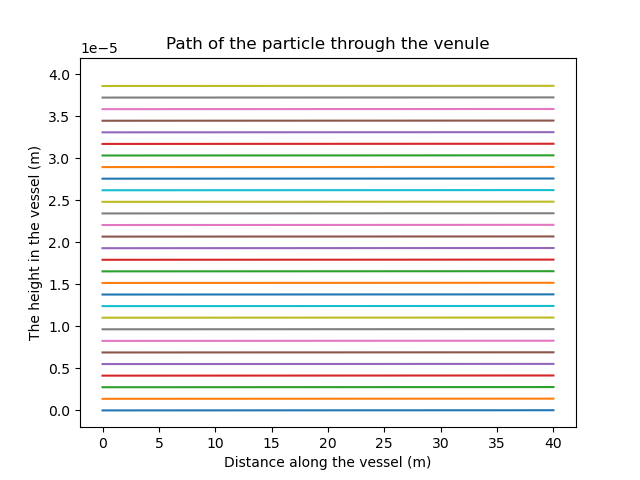 Path of the particle through the venule
1e−5
4.0
3.5
3.0
2.5
2.0
1.5
1.0
0.5
0.0
The height in the vessel (m)
0 5 10 15 20 25 30 35 40
Distance along the vessel (m)